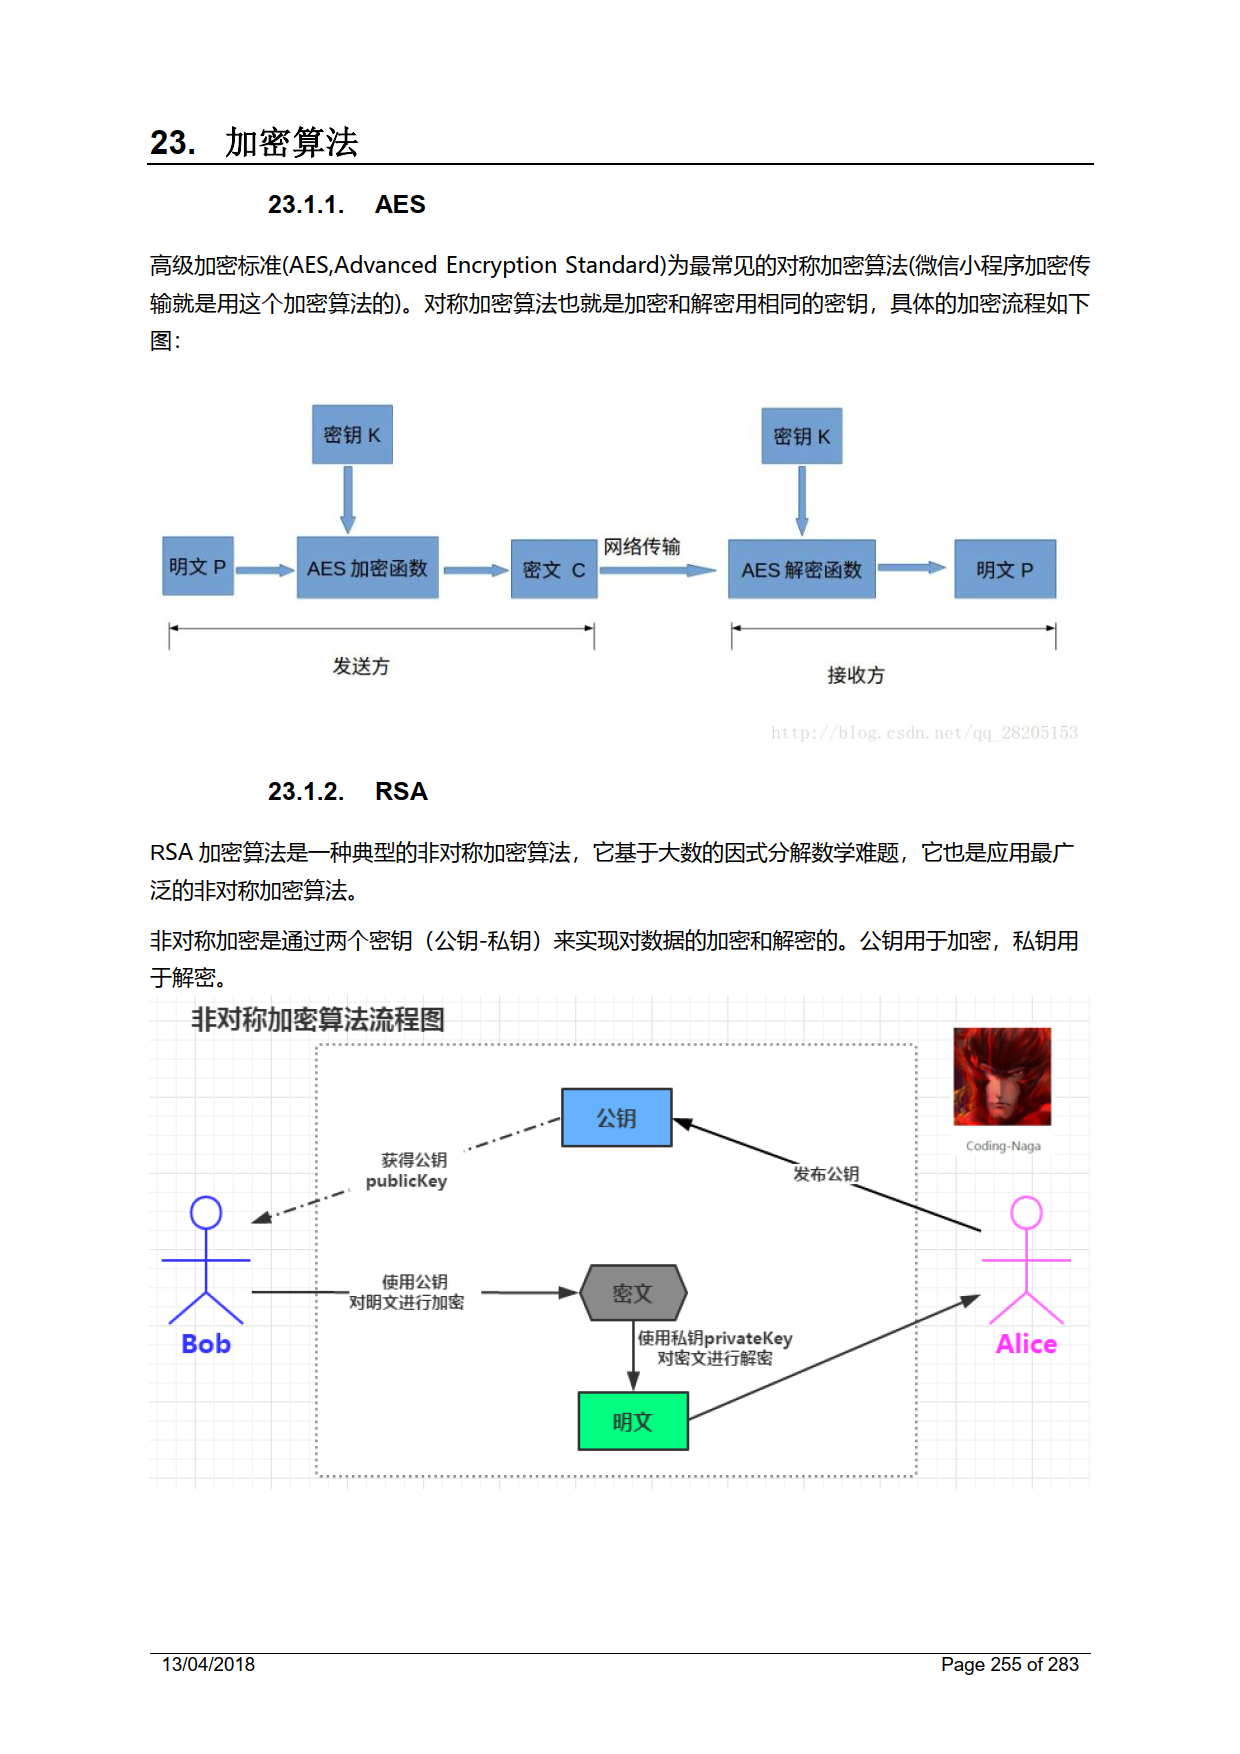 23. 加密算法
23.1.1. AES
高级加密标准(AES,Advanced Encryption Standard)为最常见的对称加密算法(微信小程序加密传
输就是用这个加密算法的)。对称加密算法也就是加密和解密用相同的密钥，具体的加密流程如下
图：
密钥 K
密钥 K
明文 P
AES 加密函数
密文 C
网络传输
AES 解密函数
明文 P
发送方
接收方
http://blog.csdn.net/qq_28205153
23.1.2. RSA
RSA 加密算法是一种典型的非对称加密算法，它基于大数的因式分解数学难题，它也是应用最广
泛的非对称加密算法。
非对称加密是通过两个密钥（公钥-私钥）来实现对数据的加密和解密的。公钥用于加密，私钥用
于解密。
非对称加密算法流程图
公钥
Coding-Naga
获得公钥
publicKey
发布公钥
使用公钥
对明文进行加密
密文
使用私钥privateKey
对密文进行解密
Bob
Alice
明文
13/04/2018
Page 255 of 283